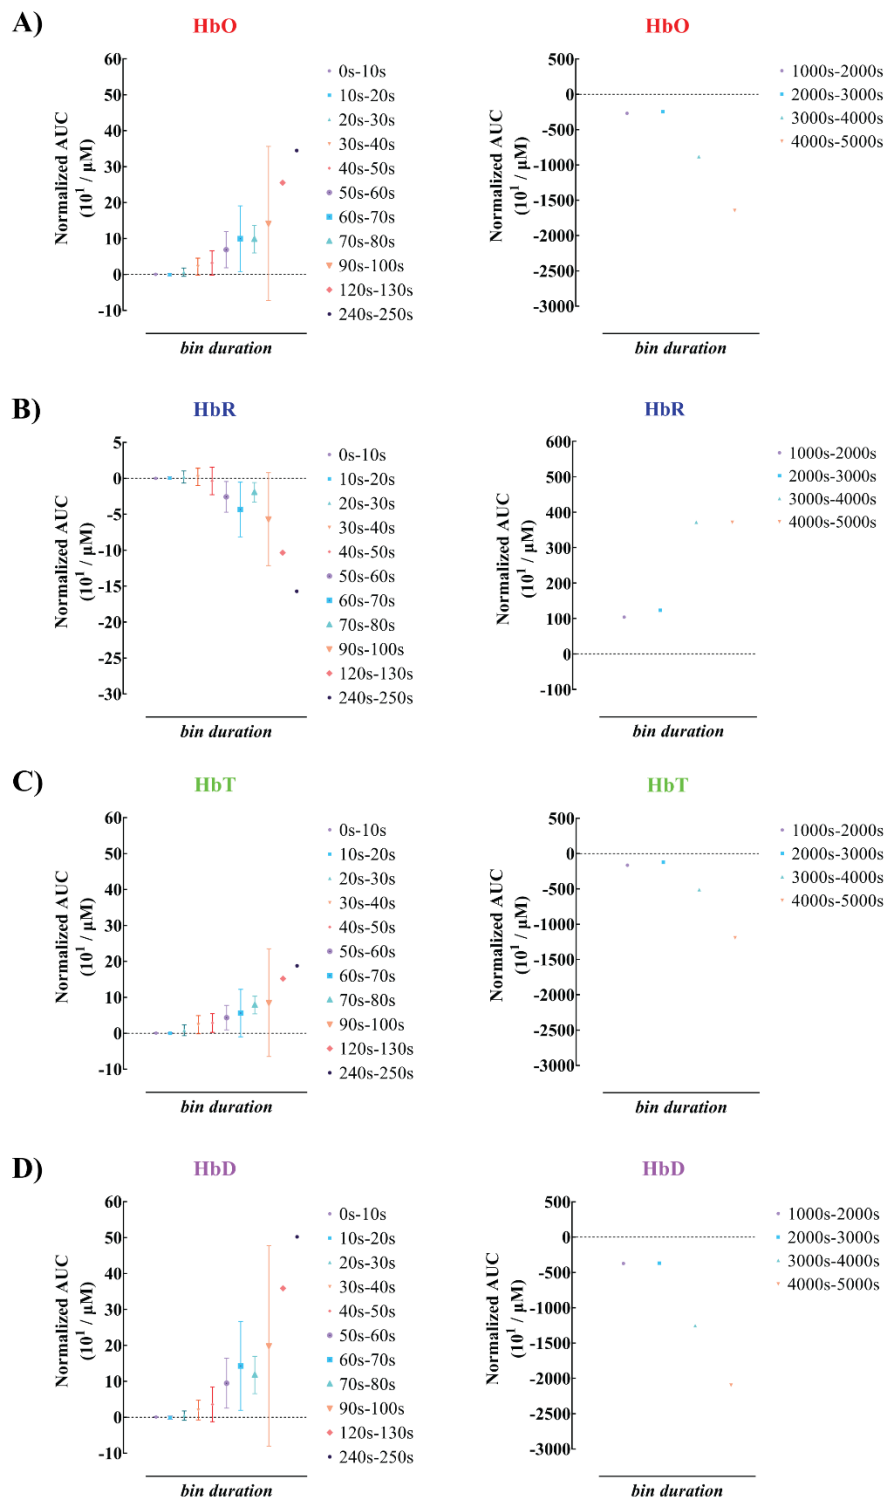 A)
HbO
Normalized AUC
(10¹ / µM)
60
50
40
30
20
10
0
-10
bin duration
0s-10s
10s-20s
20s-30s
30s-40s
40s-50s
50s-60s
60s-70s
70s-80s
90s-100s
120s-130s
240s-250s
HbO
Normalized AUC
(10¹ / µM)
500
0
-500
-1000
-1500
-2000
-2500
-3000
bin duration
1000s-2000s
2000s-3000s
3000s-4000s
4000s-5000s
B)
HbR
Normalized AUC
(10¹ / µM)
5
0
-5
-10
-15
-20
-25
-30
bin duration
0s-10s
10s-20s
20s-30s
30s-40s
40s-50s
50s-60s
60s-70s
70s-80s
90s-100s
120s-130s
240s-250s
HbR
Normalized AUC
(10¹ / µM)
600
500
400
300
200
100
0
-100
bin duration
1000s-2000s
2000s-3000s
3000s-4000s
4000s-5000s
C)
HbT
Normalized AUC
(10¹ / µM)
60
50
40
30
20
10
0
-10
bin duration
0s-10s
10s-20s
20s-30s
30s-40s
40s-50s
50s-60s
60s-70s
70s-80s
90s-100s
120s-130s
240s-250s
HbT
Normalized AUC
(10¹ / µM)
500
0
-500
-1000
-1500
-2000
-2500
-3000
bin duration
1000s-2000s
2000s-3000s
3000s-4000s
4000s-5000s
D)
HbD
Normalized AUC
(10¹ / µM)
60
50
40
30
20
10
0
-10
bin duration
0s-10s
10s-20s
20s-30s
30s-40s
40s-50s
50s-60s
60s-70s
70s-80s
90s-100s
120s-130s
240s-250s
HbD
Normalized AUC
(10¹ / µM)
500
0
-500
-1000
-1500
-2000
-2500
-3000
bin duration
1000s-2000s
2000s-3000s
3000s-4000s
4000s-5000s